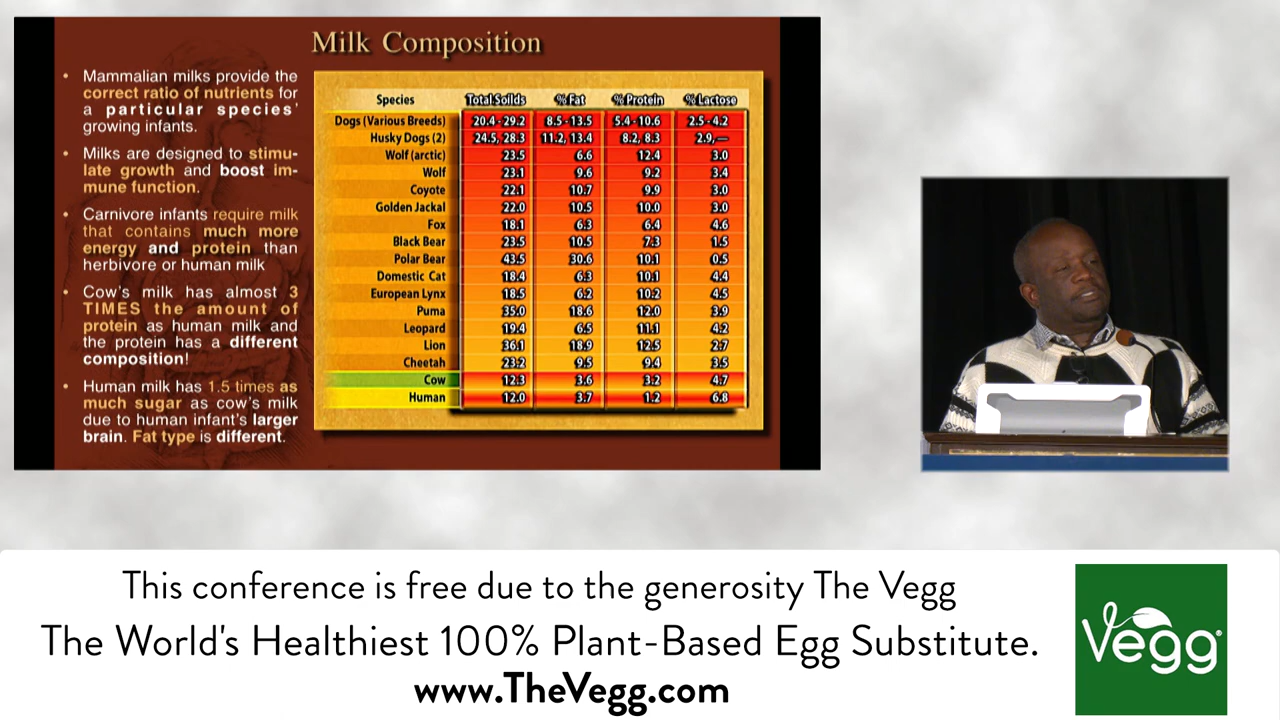 Milk Composition
• Mammalian milks provide the
correct ratio of nutrients for
a particular species'
growing infants.
• Milks are designed to stimu-
late growth and boost im-
mune function.
• Carnivore infants require milk
that contains much more
energy and protein than
herbivore or human milk
• Cow's milk has almost 3
TIMES the amount of
protein as human milk and
the protein has a different
composition!
• Human milk has 1.5 times as
much sugar as cow's milk
due to human infant's larger
brain. Fat type is different.
Species Total Soilds % Fat % Protein % Lactose
Dogs (Various Breeds) 20.4 - 29.2 8.5 - 13.5 5.4 - 10.6 2.5 - 4.2
Husky Dogs (2) 24.5, 28.3 11.2, 13.4 8.2, 8.3 2.9, —
Wolf (arctic) 23.5 6.6 12.4 3.0
Wolf 23.1 9.6 9.2 3.4
Coyote 22.1 10.7 9.9 3.0
Golden Jackal 22.0 10.5 10.0 3.0
Fox 18.1 6.3 6.4 4.6
Black Bear 23.5 10.5 7.3 1.5
Polar Bear 43.5 30.6 10.1 0.5
Domestic Cat 18.4 6.3 10.1 4.4
European Lynx 18.5 6.2 10.2 4.5
Puma 35.0 18.6 12.0 3.9
Leopard 19.4 6.5 11.1 4.2
Lion 36.1 18.9 12.5 2.7
Cheetah 23.2 9.5 9.4 3.5
Cow 12.3 3.6 3.2 4.7
Human 12.0 3.7 1.2 6.8
This conference is free due to the generosity The Vegg
The World's Healthiest 100% Plant-Based Egg Substitute.
www.TheVegg.com
Vegg®